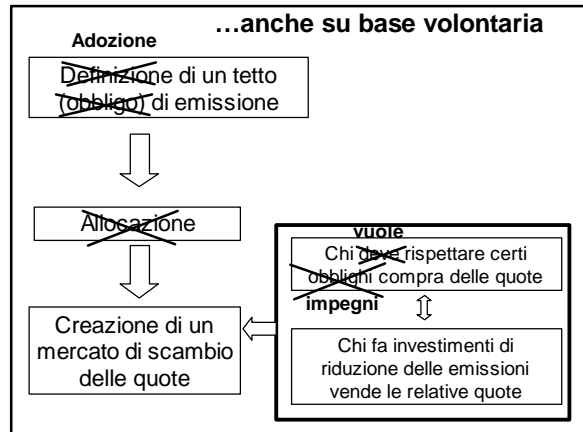 …anche su base volontaria
Adozione
Definizione di un tetto
(obbligo) di emissione
Allocazione
Creazione di un
mercato di scambio
delle quote
vuole
Chi deve rispettare certi
obblighi compra delle quote
impegni
Chi fa investimenti di
riduzione delle emissioni
vende le relative quote